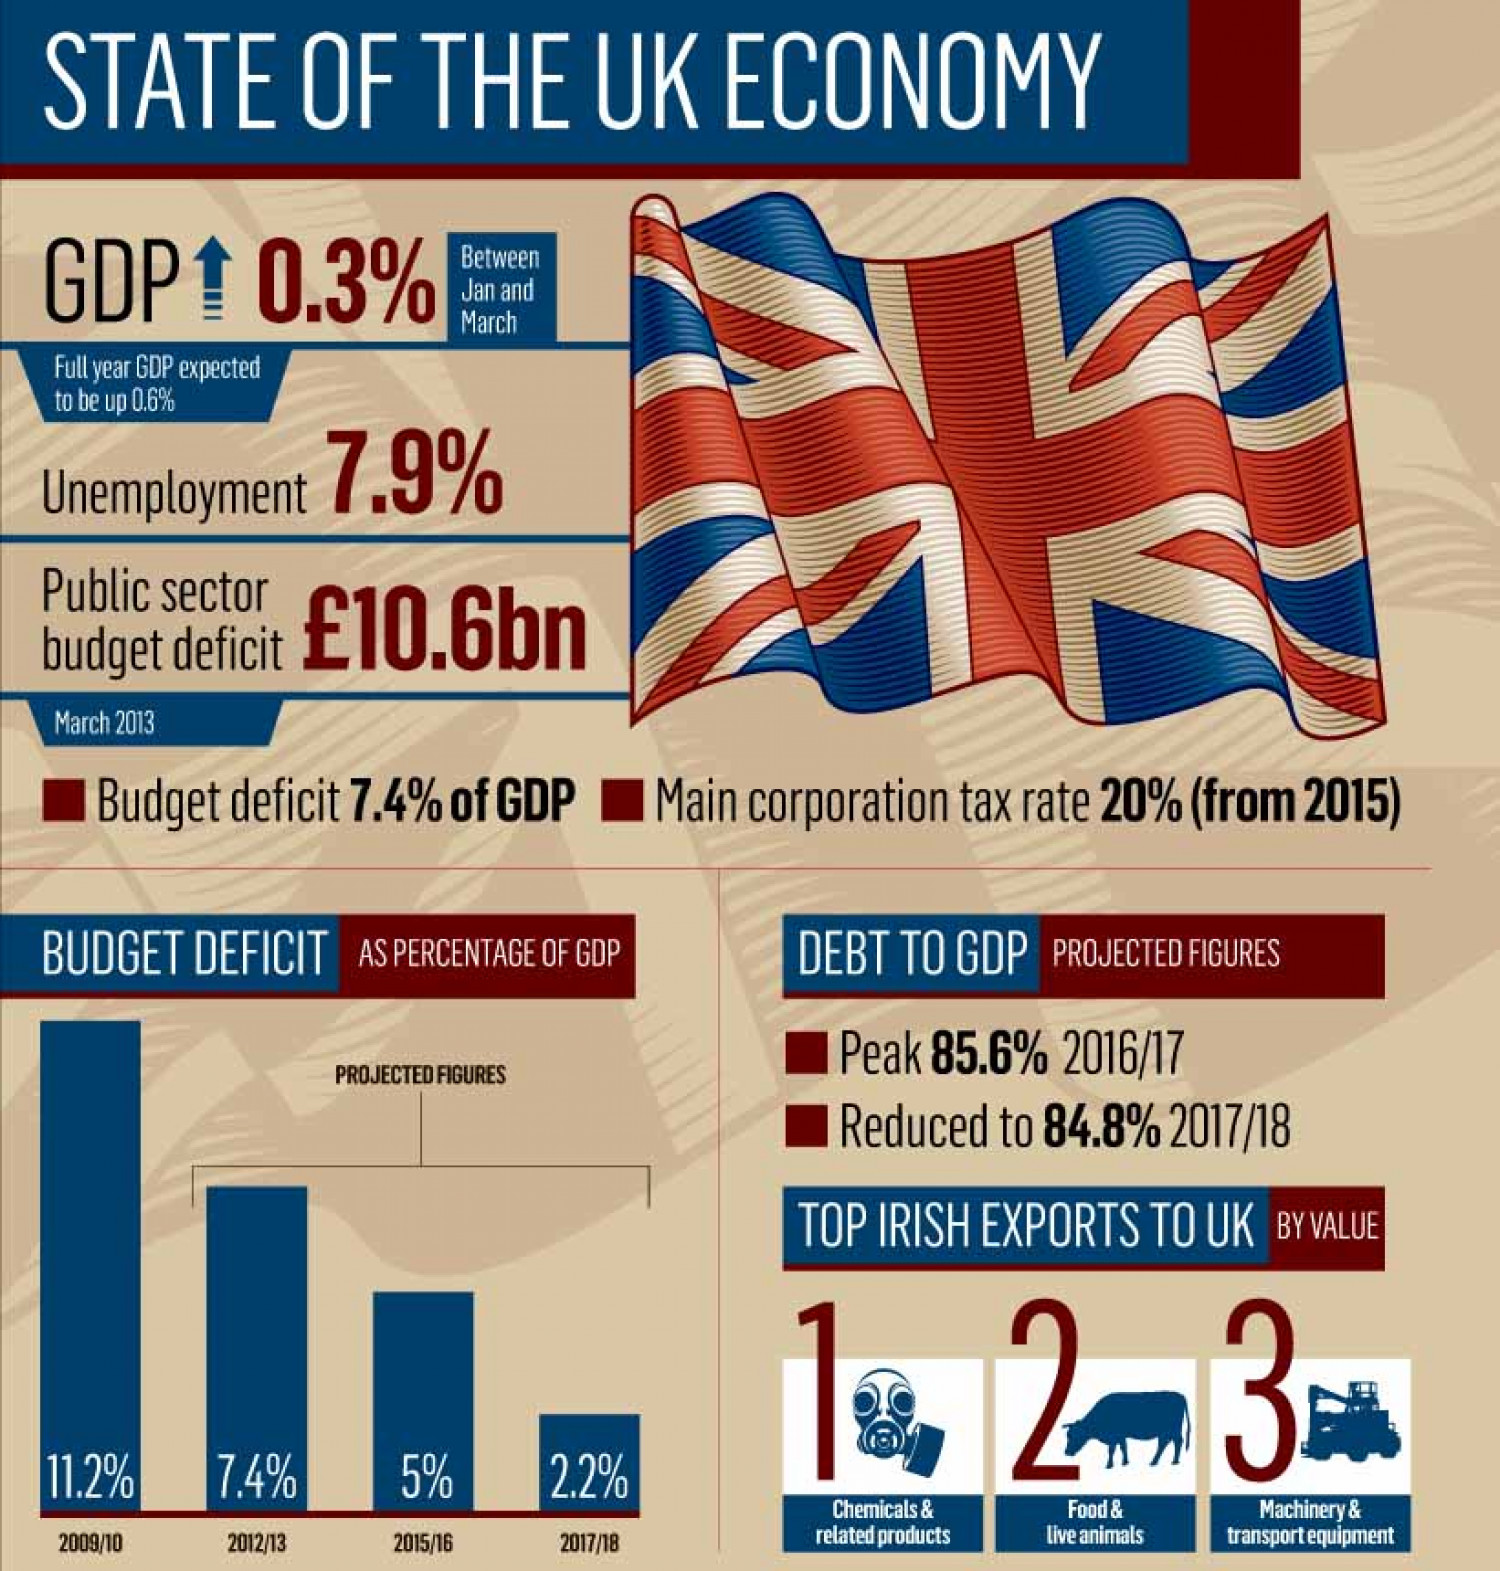 STATE OF THE UK ECONOMY
GDP 0.3%
Between
Jan and
March
Full year GDP expected
to be up 0.6%
Unemployment 7.9%
Public sector
budget deficit £10.6bn
March 2013
Budget deficit 7.4% of GDP
Main corporation tax rate 20% (from 2015)
BUDGET DEFICIT AS PERCENTAGE OF GDP
PROJECTED FIGURES
11.2% 7.4% 5% 2.2%
2009/10 2012/13 2015/16 2017/18
DEBT TO GDP PROJECTED FIGURES
Peak 85.6% 2016/17
Reduced to 84.8% 2017/18
TOP IRISH EXPORTS TO UK BY VALUE
1
Chemicals &
related products
2
Food &
live animals
3
Machinery &
transport equipment